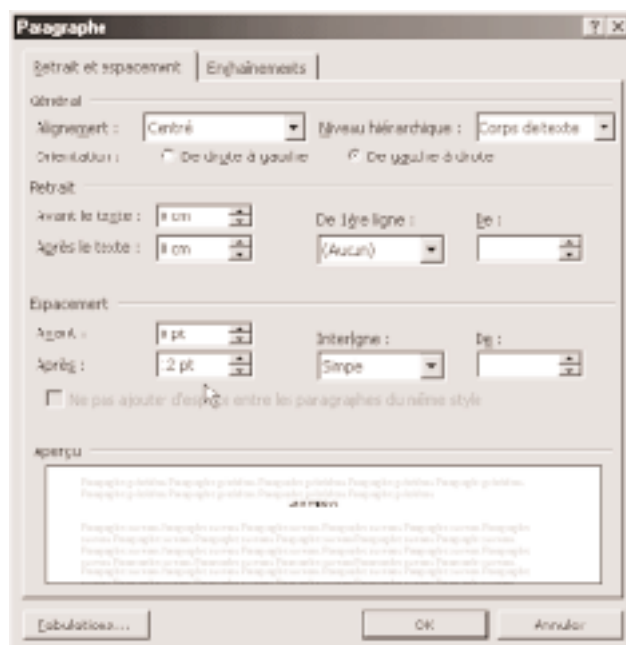 Paragraphe
Retrait et espacement Enchaînements
Général
Alignement : Centré Niveau hiérarchique : Corps de texte
Orientation : De droite à gauche De gauche à droite
Retrait
Avant le texte : 0 cm De 1ère ligne : De :
Après le texte : 0 cm (Aucun)
Espacement
Avant : 0 pt Interligne : De :
Après : 12 pt Simple
Ne pas ajouter d'espace entre les paragraphes du même style
Aperçu
Tabulations... OK Annuler